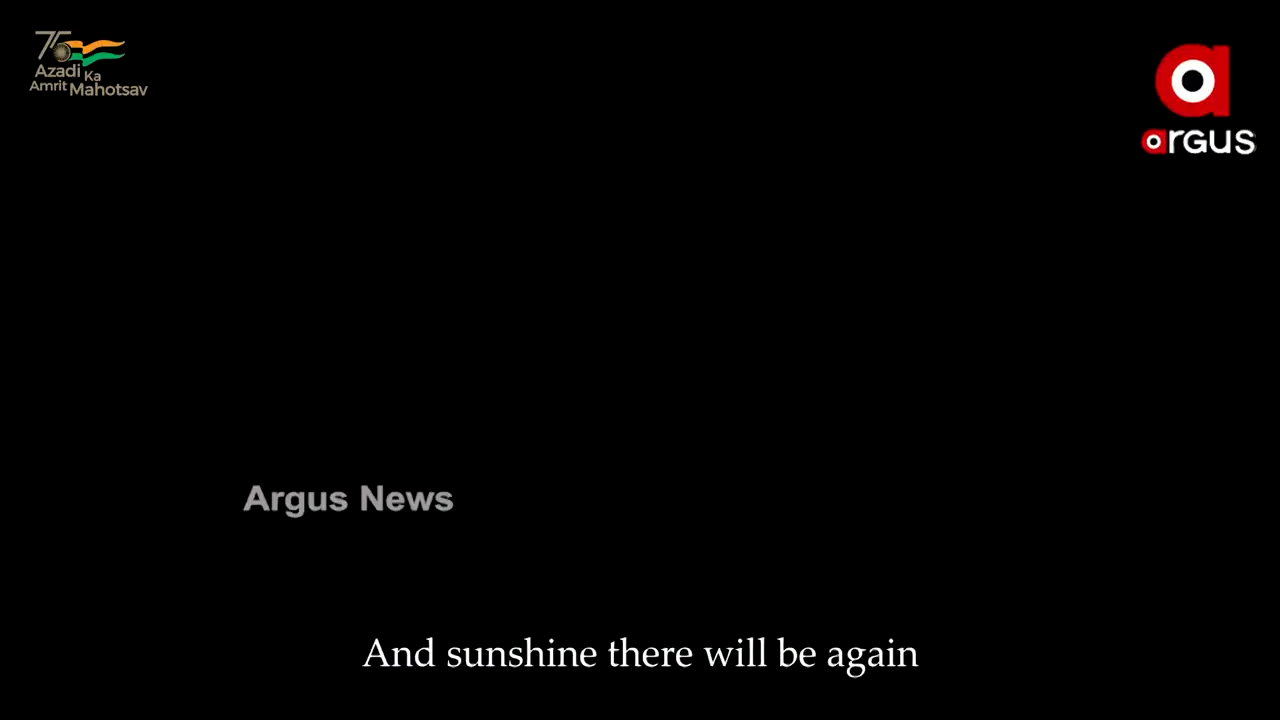 75
Azadi Ka
Amrit Mahotsav
a
argus
Argus News
And sunshine there will be again